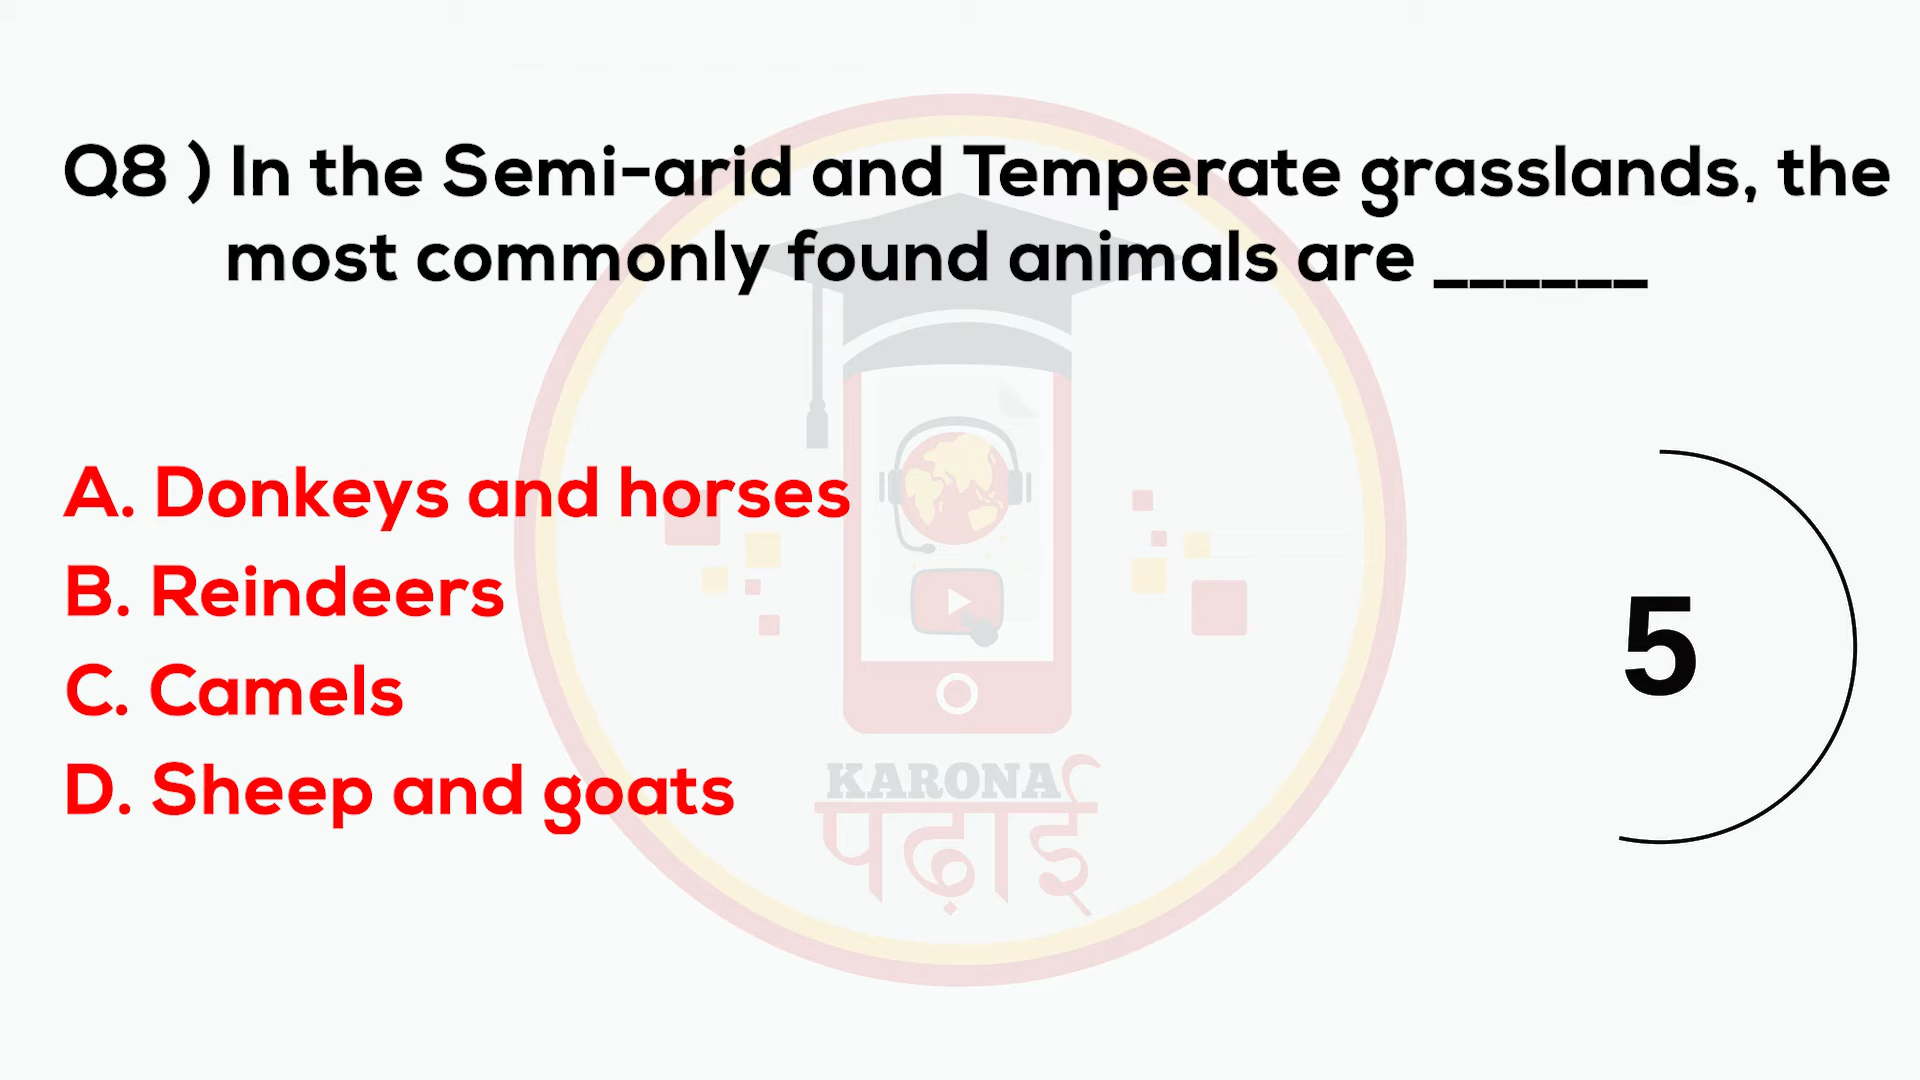 Q8 ) In the Semi-arid and Temperate grasslands, the
most commonly found animals are ______
A. Donkeys and horses
B. Reindeers
C. Camels
D. Sheep and goats
5
KARONA
पढ़ाई